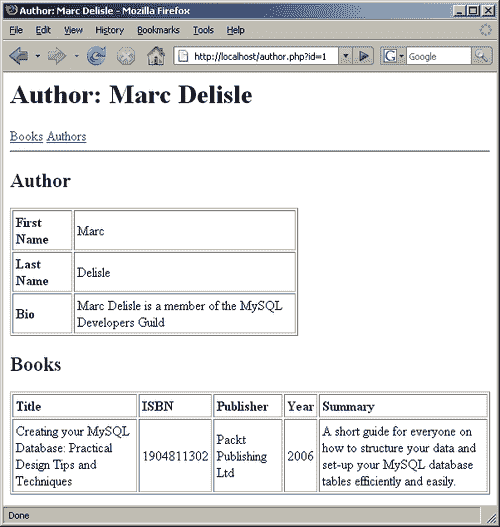 Author: Marc Delisle - Mozilla Firefox
File Edit View History Bookmarks Tools Help
http://localhost/author.php?id=1
G Google
Author: Marc Delisle
Books Authors
Author
First
Name
Marc
Last
Name
Delisle
Bio
Marc Delisle is a member of the MySQL
Developers Guild
Books
Title ISBN Publisher Year Summary
Creating your MySQL
Database: Practical
Design Tips and
Techniques
1904811302
Packt
Publishing
Ltd
2006
A short guide for everyone on
how to structure your data and
set-up your MySQL database
tables efficiently and easily.
Done